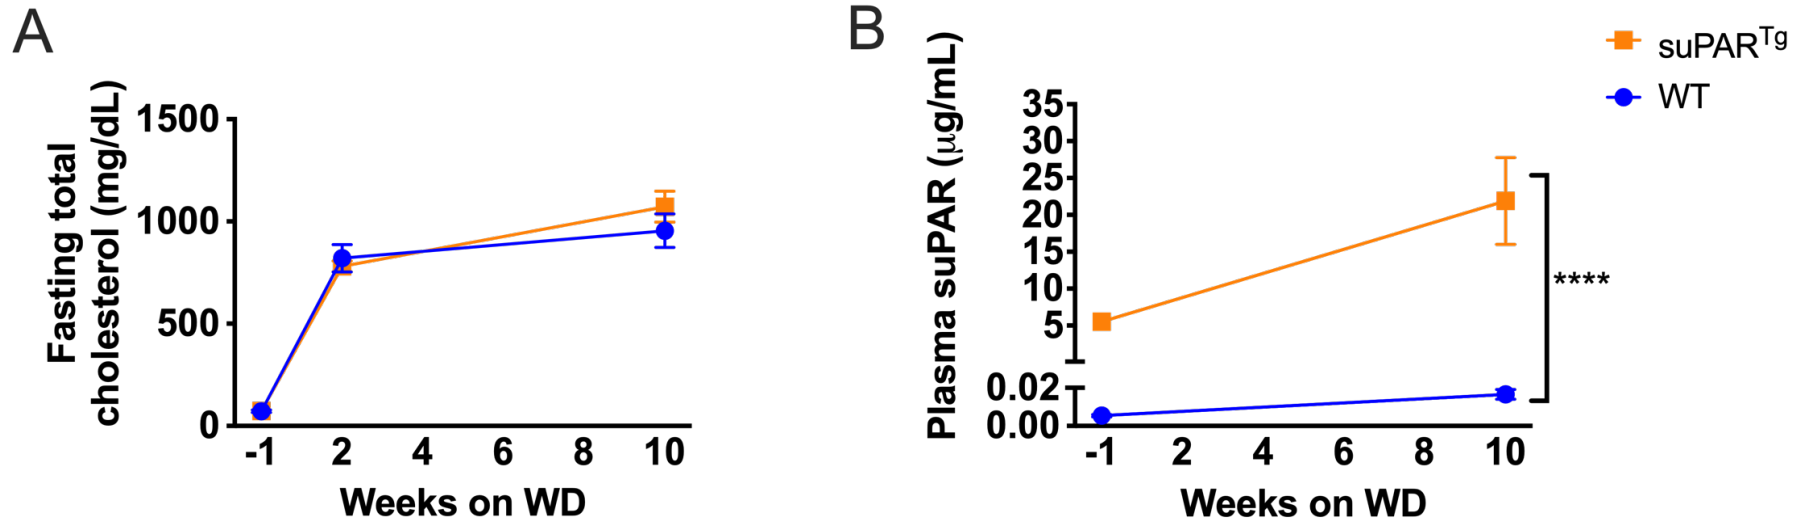 A
Fasting total
cholesterol (mg/dL)
1500
1000
500
0
-1 2 4 6 8 10
Weeks on WD
B
Plasma suPAR (μg/mL)
35
30
25
20
15
10
5
0.02
0.00
-1 2 4 6 8 10
Weeks on WD
****
suPARTg
WT